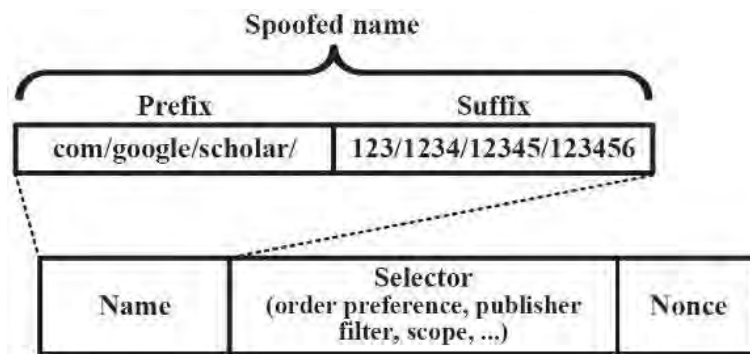 Spoofed name
Prefix Suffix
com/google/scholar/ 123/1234/12345/123456
Name
Selector
(order preference, publisher
filter, scope, ...)
Nonce